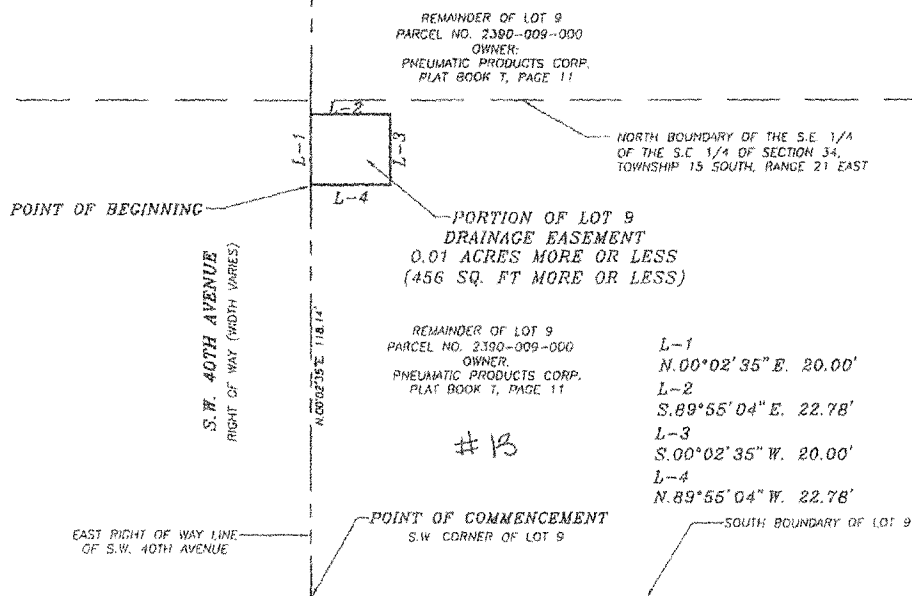 REMAINDER OF LOT 9
PARCEL NO. 2390-009-000
OWNER:
PNEUMATIC PRODUCTS CORP.
PLAT BOOK T, PAGE 11
L-2
L-1
L-3
L-4
NORTH BOUNDARY OF THE S.E. 1/4
OF THE S.E. 1/4 OF SECTION 34,
TOWNSHIP 15 SOUTH, RANGE 21 EAST
POINT OF BEGINNING
PORTION OF LOT 9
DRAINAGE EASEMENT
0.01 ACRES MORE OR LESS
(456 SQ. FT MORE OR LESS)
S.W. 40TH AVENUE
RIGHT OF WAY (WIDTH VARIES)
N.00°02'35"E. 118.14'
REMAINDER OF LOT 9
PARCEL NO. 2390-009-000
OWNER.
PNEUMATIC PRODUCTS CORP.
PLAT BOOK T, PAGE 11
L-1
N.00°02'35"E. 20.00'
L-2
S.89°55'04"E. 22.78'
L-3
S.00°02'35"W. 20.00'
L-4
N.89°55'04"W. 22.78'
#13
POINT OF COMMENCEMENT
S.W. CORNER OF LOT 9
SOUTH BOUNDARY OF LOT 9
EAST RIGHT OF WAY LINE
OF S.W. 40TH AVENUE